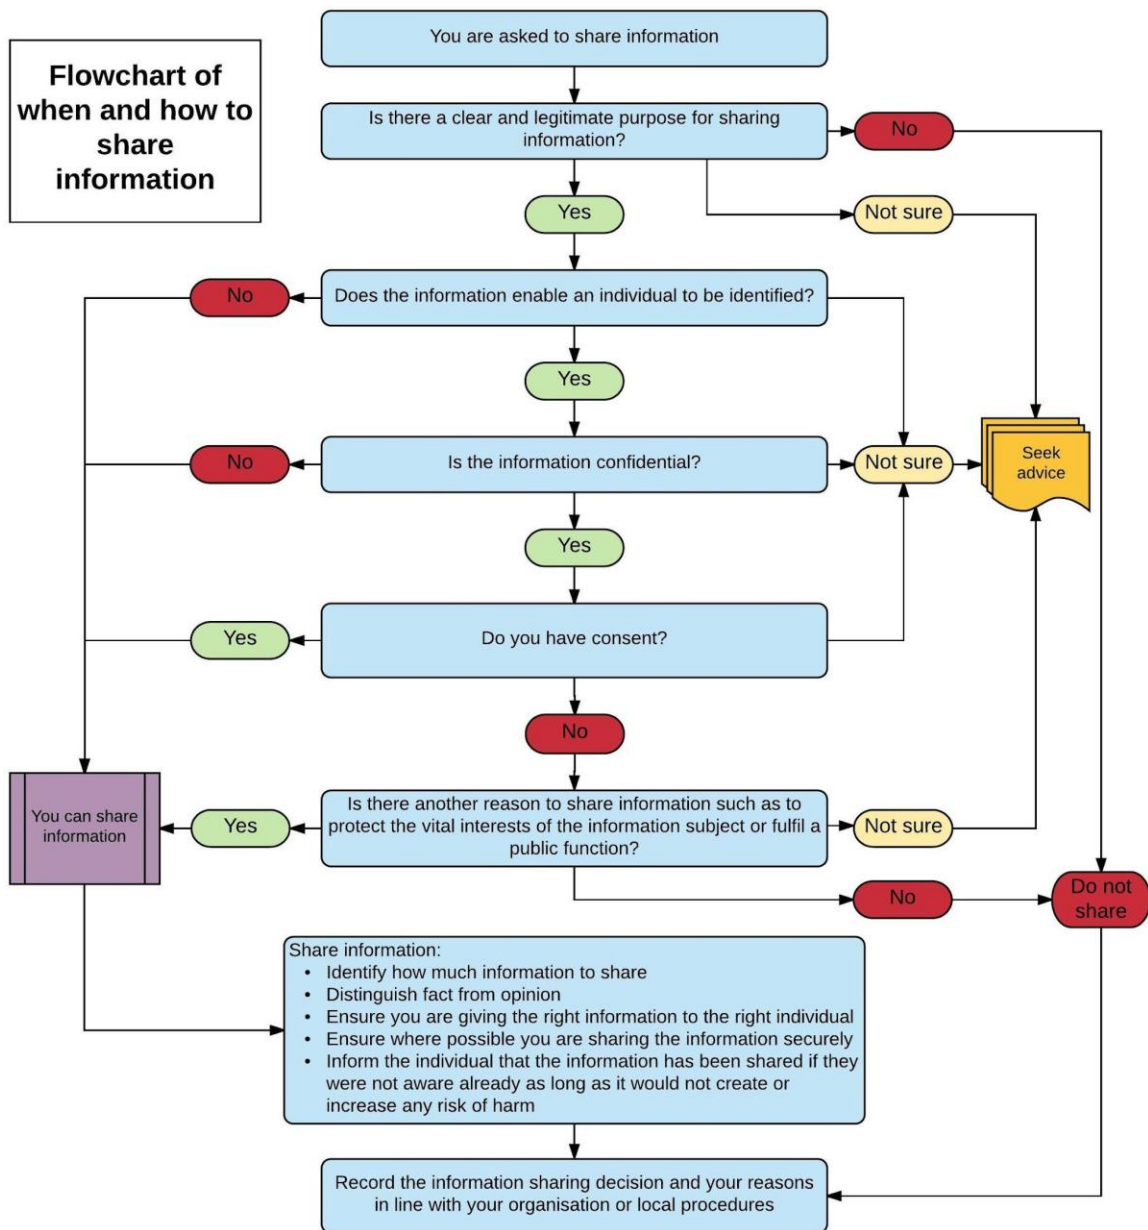 Flowchart of
when and how to
share
information
You are asked to share information
Is there a clear and legitimate purpose for sharing
information?
No
Yes
Not sure
No
Does the information enable an individual to be identified?
Yes
No
Is the information confidential?
Not sure
Seek
advice
Yes
Yes
Do you have consent?
No
You can share
information
Yes
Is there another reason to share information such as to
protect the vital interests of the information subject or fulfil a
public function?
Not sure
No
Do not
share
Share information:
• Identify how much information to share
• Distinguish fact from opinion
• Ensure you are giving the right information to the right individual
• Ensure where possible you are sharing the information securely
• Inform the individual that the information has been shared if they
were not aware already as long as it would not create or
increase any risk of harm
Record the information sharing decision and your reasons
in line with your organisation or local procedures